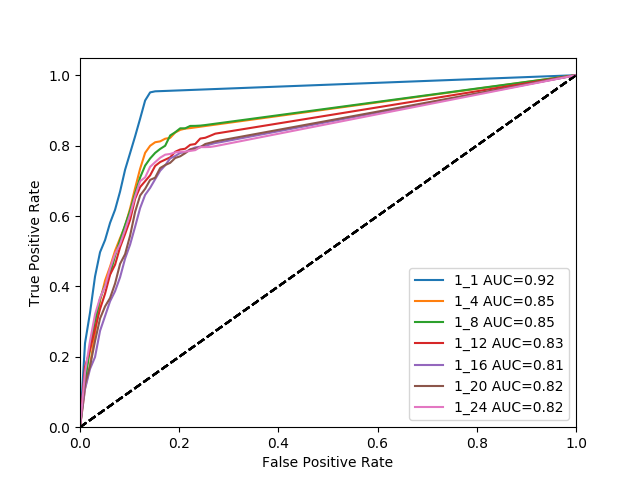 1.0
0.8
0.6
0.4
0.2
0.0
True Positive Rate
1_1 AUC=0.92
1_4 AUC=0.85
1_8 AUC=0.85
1_12 AUC=0.83
1_16 AUC=0.81
1_20 AUC=0.82
1_24 AUC=0.82
0.0 0.2 0.4 0.6 0.8 1.0
False Positive Rate